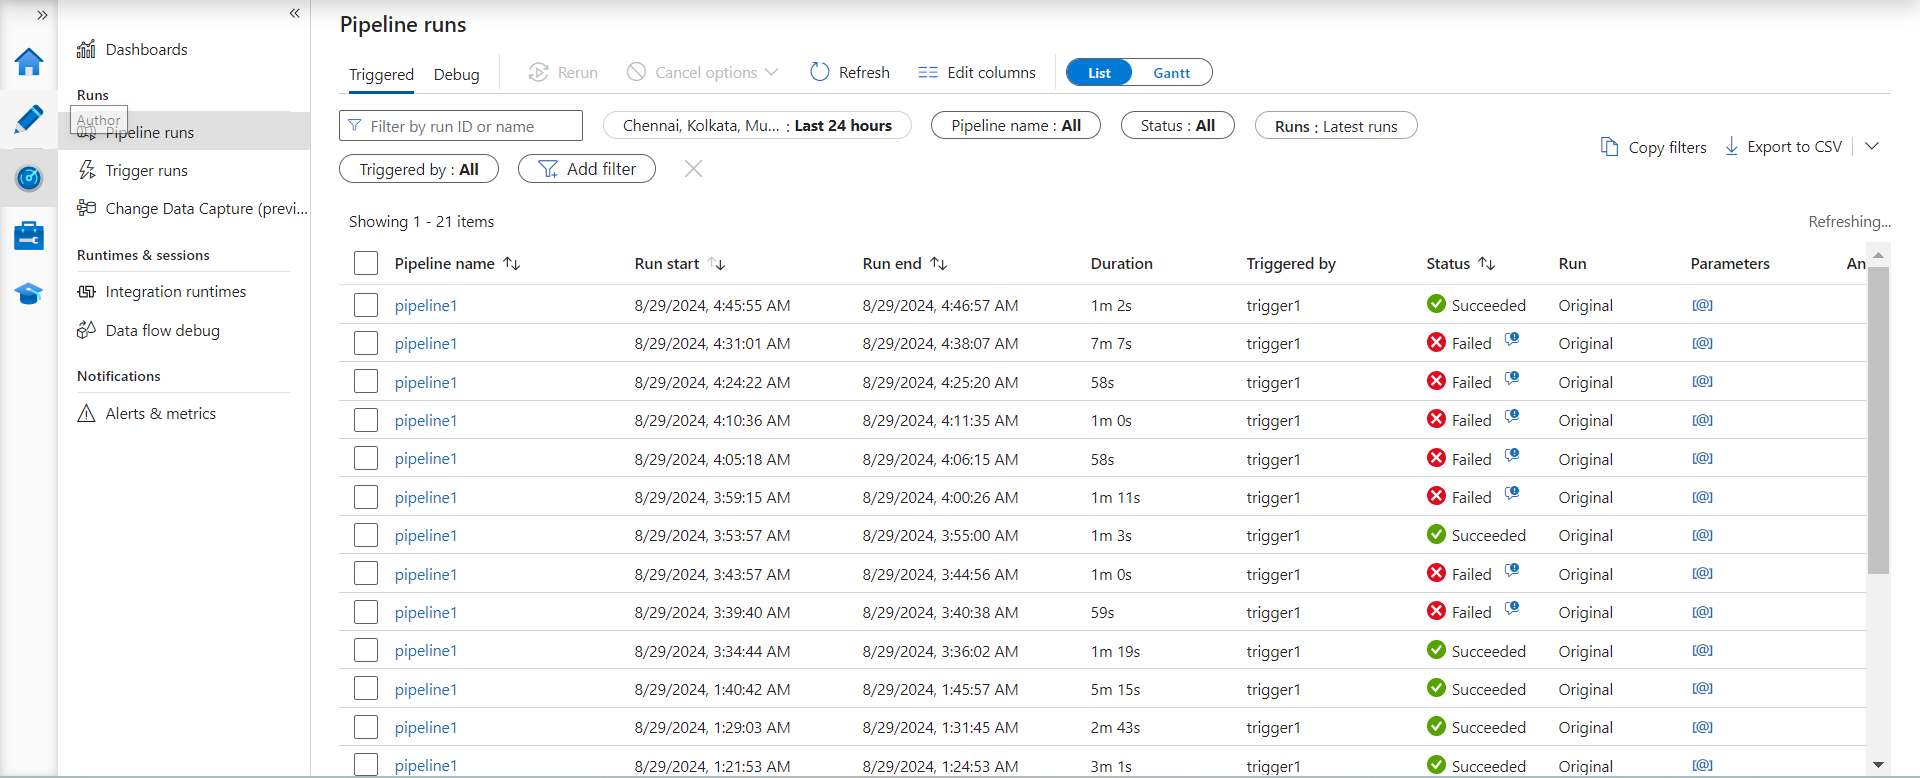 Pipeline runs
Dashboards
Runs
Author
Pipeline runs
Trigger runs
Change Data Capture (previ...
Runtimes & sessions
Integration runtimes
Data flow debug
Notifications
Alerts & metrics
Triggered Debug Rerun Cancel options Refresh Edit columns List Gantt
Filter by run ID or name Chennai, Kolkata, Mu... : Last 24 hours Pipeline name : All Status : All Runs : Latest runs
Triggered by : All Add filter
Copy filters Export to CSV
Showing 1 - 21 items Refreshing...
Pipeline name Run start Run end Duration Triggered by Status Run Parameters An
pipeline1 8/29/2024, 4:45:55 AM 8/29/2024, 4:46:57 AM 1m 2s trigger1 Succeeded Original [@]
pipeline1 8/29/2024, 4:31:01 AM 8/29/2024, 4:38:07 AM 7m 7s trigger1 Failed Original [@]
pipeline1 8/29/2024, 4:24:22 AM 8/29/2024, 4:25:20 AM 58s trigger1 Failed Original [@]
pipeline1 8/29/2024, 4:10:36 AM 8/29/2024, 4:11:35 AM 1m 0s trigger1 Failed Original [@]
pipeline1 8/29/2024, 4:05:18 AM 8/29/2024, 4:06:15 AM 58s trigger1 Failed Original [@]
pipeline1 8/29/2024, 3:59:15 AM 8/29/2024, 4:00:26 AM 1m 11s trigger1 Failed Original [@]
pipeline1 8/29/2024, 3:53:57 AM 8/29/2024, 3:55:00 AM 1m 3s trigger1 Succeeded Original [@]
pipeline1 8/29/2024, 3:43:57 AM 8/29/2024, 3:44:56 AM 1m 0s trigger1 Failed Original [@]
pipeline1 8/29/2024, 3:39:40 AM 8/29/2024, 3:40:38 AM 59s trigger1 Failed Original [@]
pipeline1 8/29/2024, 3:34:44 AM 8/29/2024, 3:36:02 AM 1m 19s trigger1 Succeeded Original [@]
pipeline1 8/29/2024, 1:40:42 AM 8/29/2024, 1:45:57 AM 5m 15s trigger1 Succeeded Original [@]
pipeline1 8/29/2024, 1:29:03 AM 8/29/2024, 1:31:45 AM 2m 43s trigger1 Succeeded Original [@]
pipeline1 8/29/2024, 1:21:53 AM 8/29/2024, 1:24:53 AM 3m 1s trigger1 Succeeded Original [@]